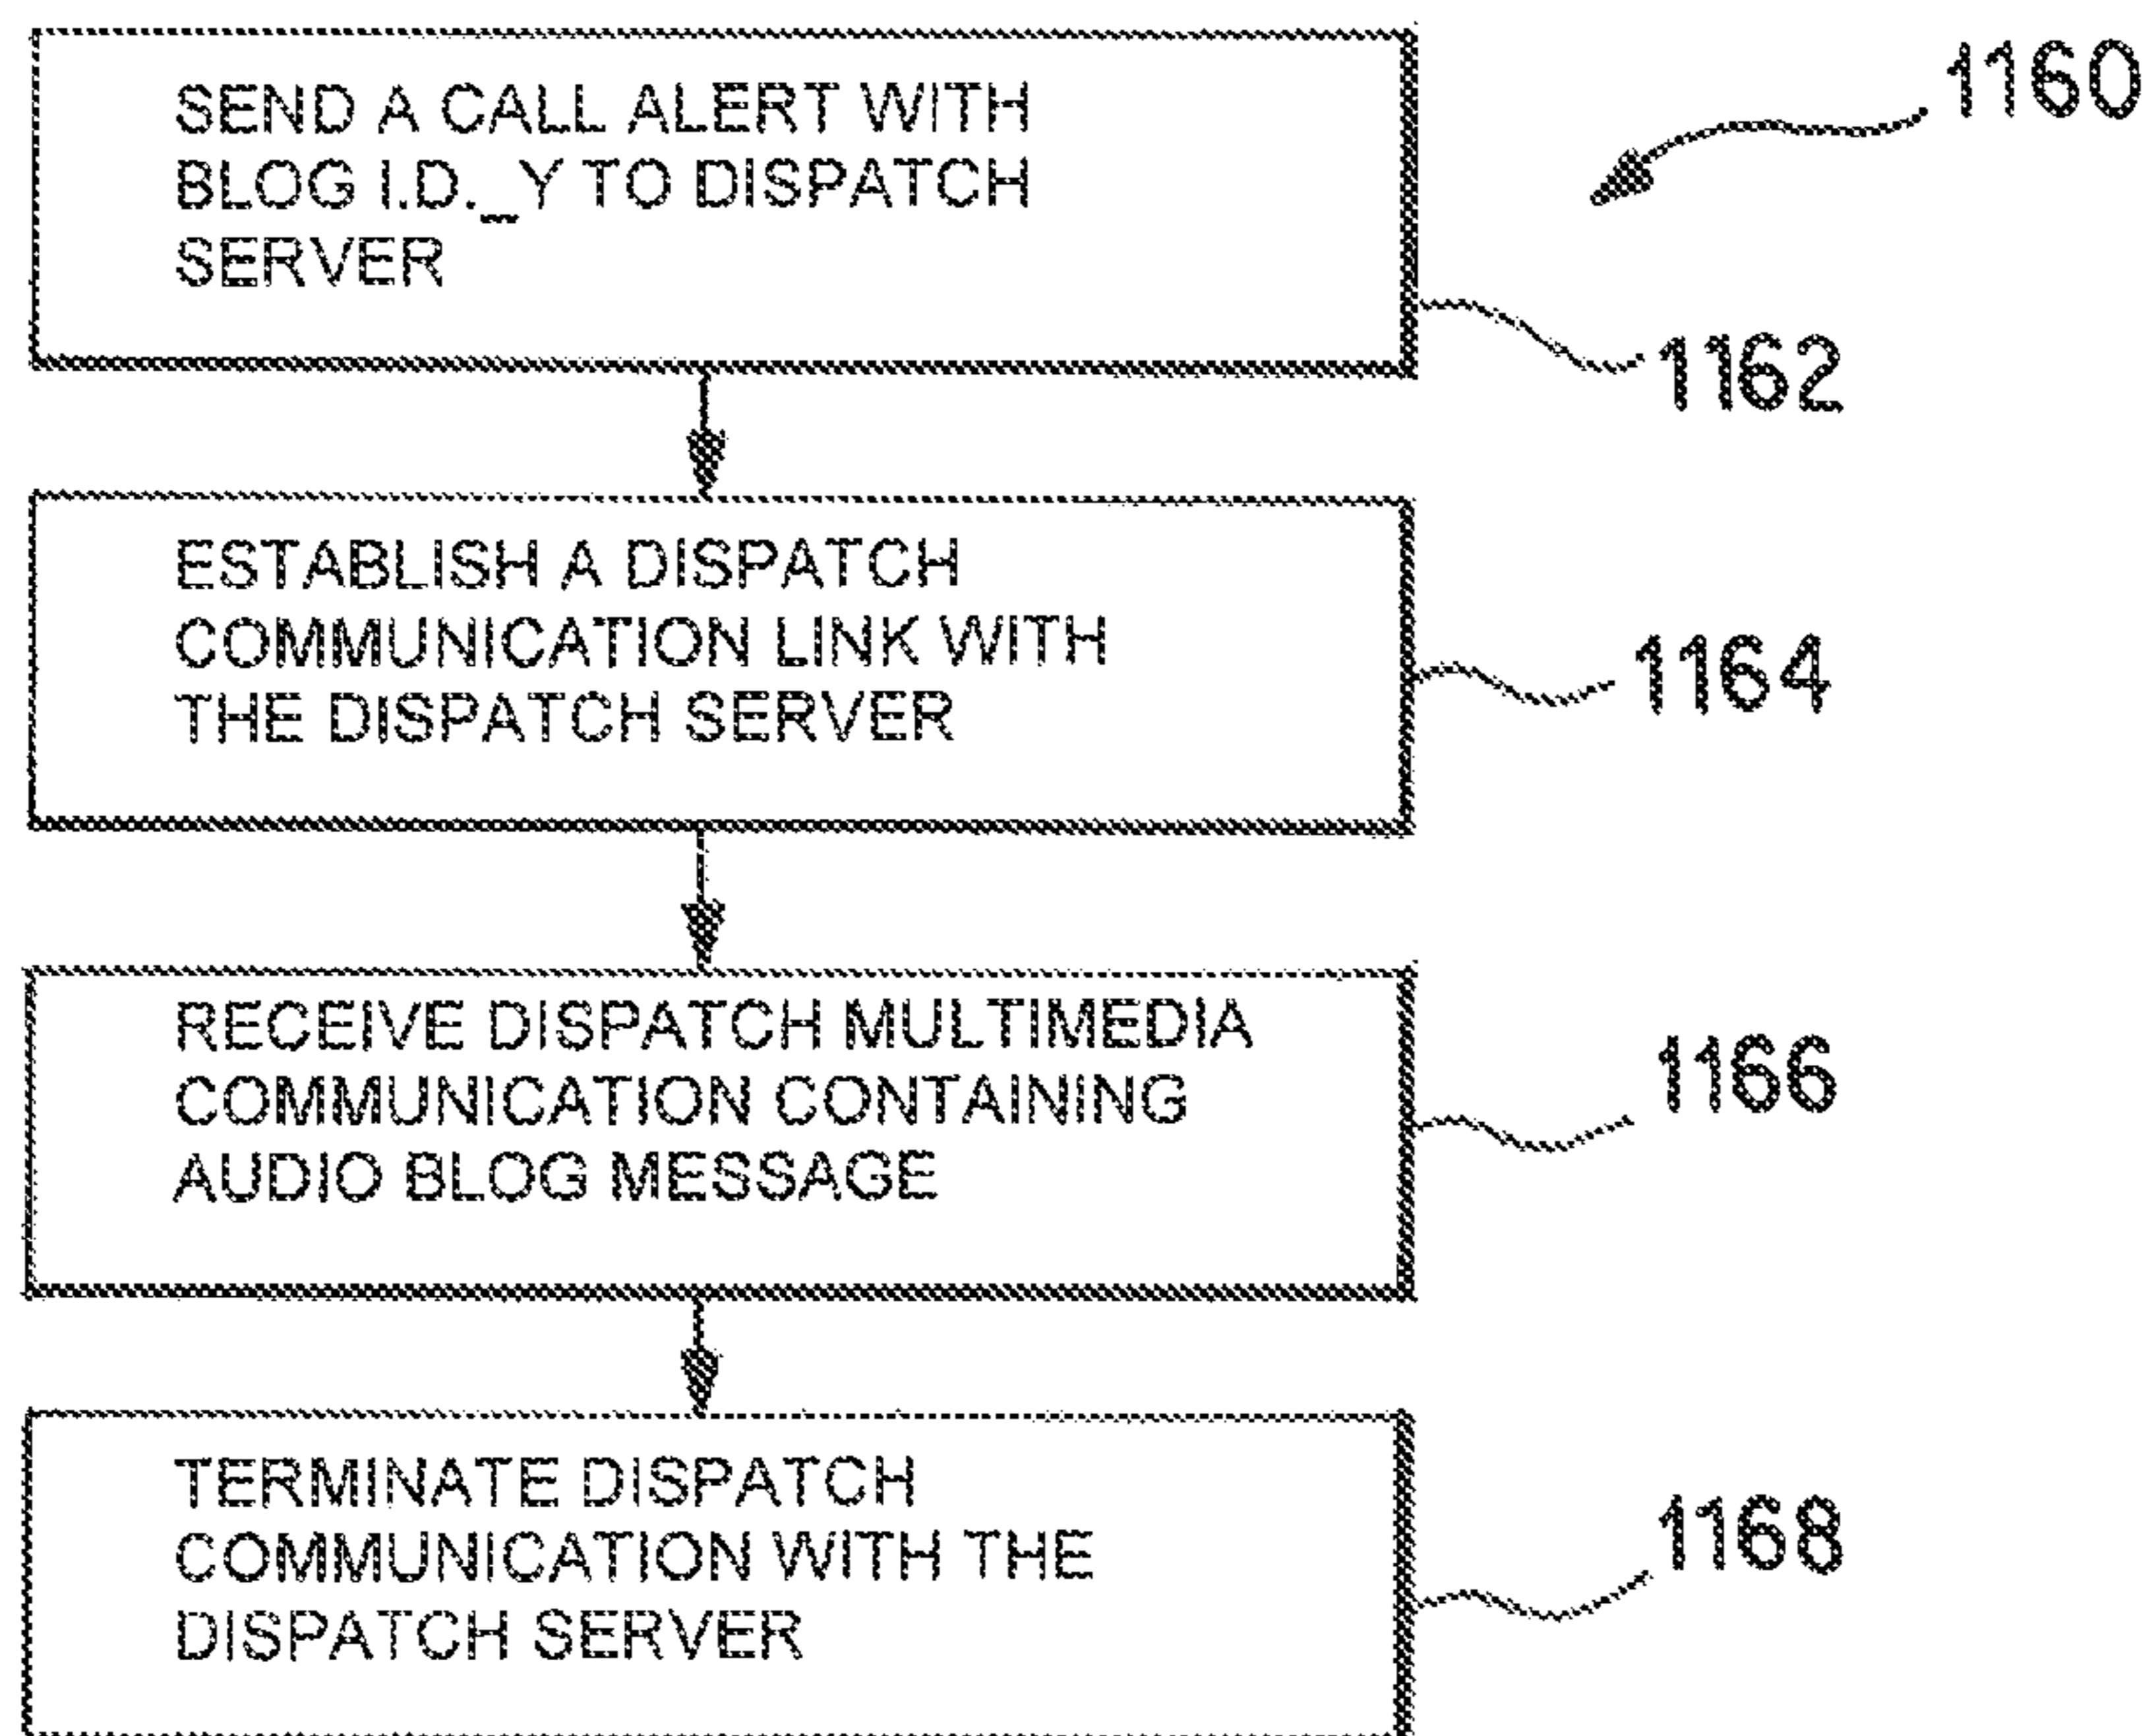 SEND A CALL ALERT WITH
BLOG I.D._Y TO DISPATCH
SERVER
1160
1162
ESTABLISH A DISPATCH
COMMUNICATION LINK WITH
THE DISPATCH SERVER
1164
RECEIVE DISPATCH MULTIMEDIA
COMMUNICATION CONTAINING
AUDIO BLOG MESSAGE
1166
TERMINATE DISPATCH
COMMUNICATION WITH THE
DISPATCH SERVER
1168